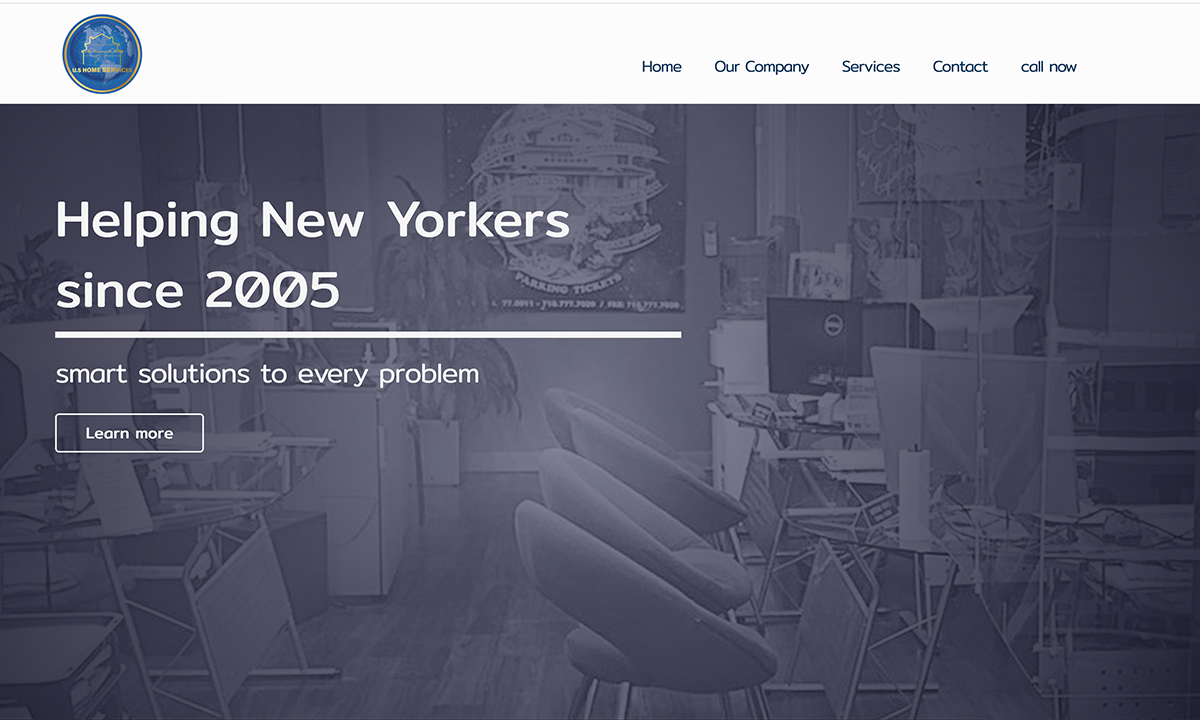 U.S HOME SERVICES
Home
Our Company
Services
Contact
call now
Helping New Yorkers
since 2005
smart solutions to every problem
Learn more
PARKING TICKETS